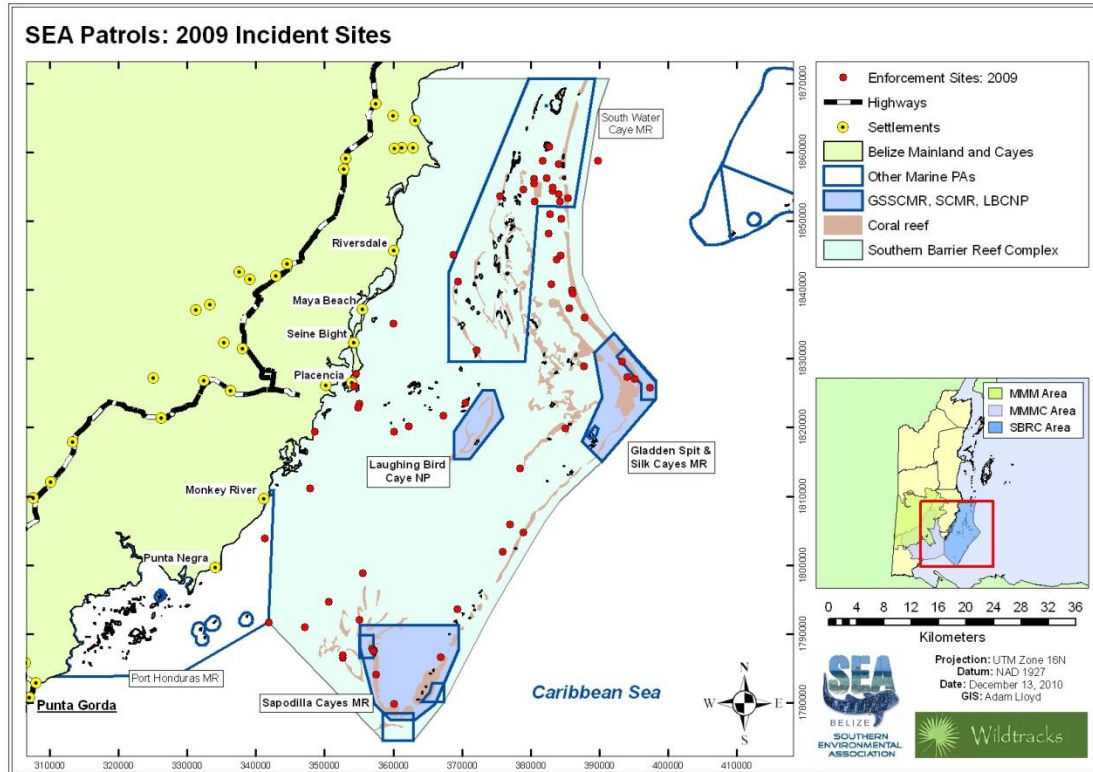 SEA Patrols: 2009 Incident Sites
1870000
1860000
1850000
1840000
1830000
1820000
1810000
1800000
1790000
1780000
South Water
Caye MR
Riversdale
Maya Beach
Seine Bight
Placencia
Laughing Bird
Caye NP
Gladden Spit &
Silk Cayes MR
Monkey River
Punta Negra
Port Honduras MR
Punta Gorda
Sapodilla Cayes MR
Caribbean Sea
N
W E
S
310000 320000 330000 340000 350000 360000 370000 380000 390000 400000 410000
Enforcement Sites: 2009
Highways
Settlements
Belize Mainland and Cayes
Other Marine PAs
GSSCMR, SCMR, LBCNP
Coral reef
Southern Barrier Reef Complex
MMM Area
MMMC Area
SBRC Area
0 4 8 12 16 20 24 28 32 36
Kilometers
SEA
BELIZE
SOUTHERN
ENVIRONMENTAL
ASSOCIATION
Projection: UTM Zone 16N
Datum: NAD 1927
Date: December 13, 2010
GIS: Adam Lloyd
Wildtracks